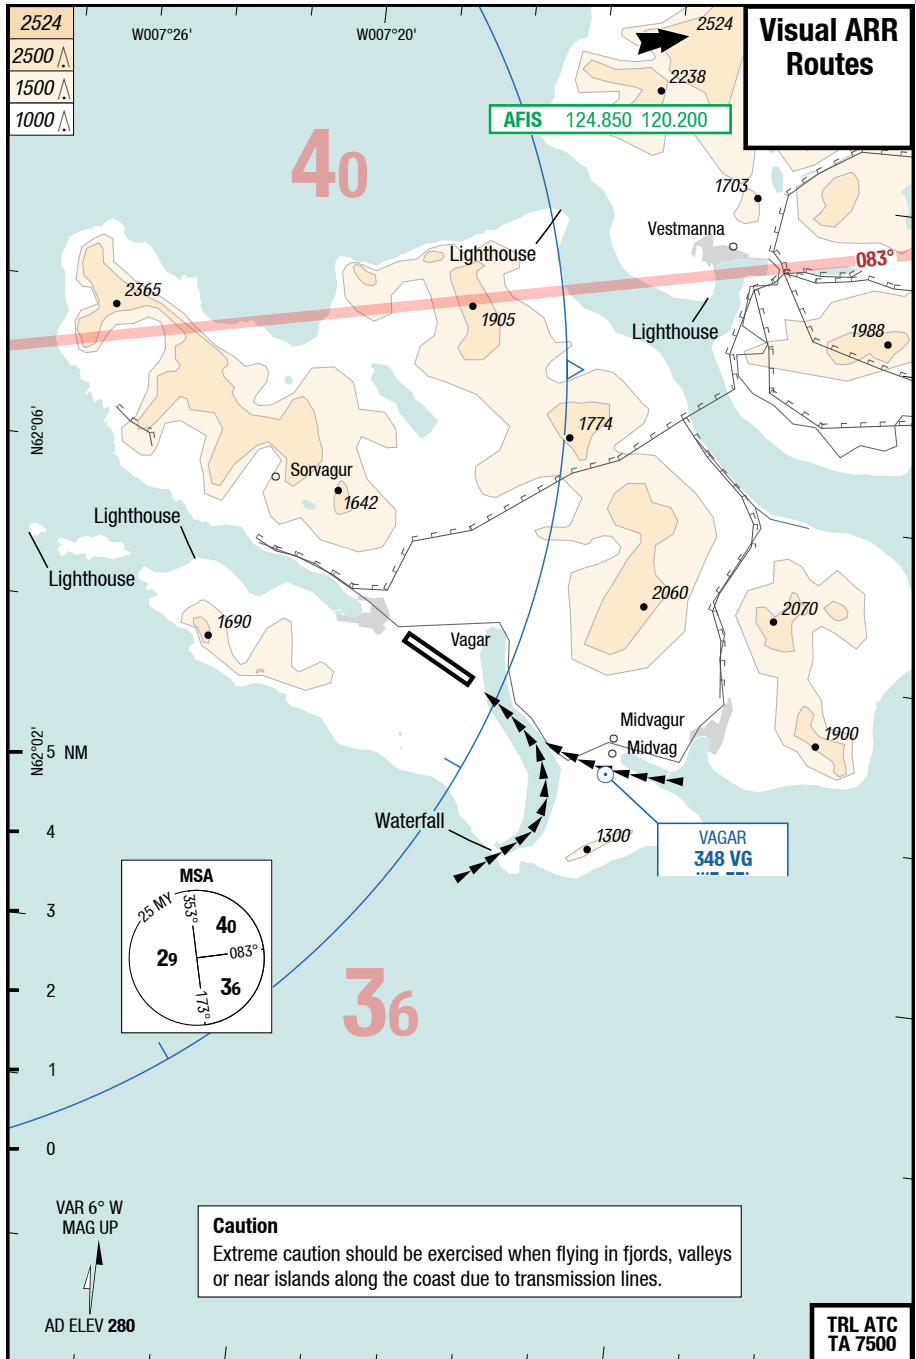 2524
2500
1500
1000
W007°26'
W007°20'
2524
Visual ARR
Routes
2238
AFIS 124.850 120.200
40
1703
Vestmanna
Lighthouse
083°
2365
1905
Lighthouse
1988
N62°06'
1774
Sorvagur
1642
Lighthouse
Lighthouse
2060
1690
2070
Vagar
Midvagur
1900
Midvag
N62°02'
5 NM
4
Waterfall
1300
VAGAR
348 VG
MSA
25 MY
353°
40
29
083°
36
173°
3
2
36
1
0
VAR 6° W
MAG UP
AD ELEV 280
Caution
Extreme caution should be exercised when flying in fjords, valleys
or near islands along the coast due to transmission lines.
TRL ATC
TA 7500